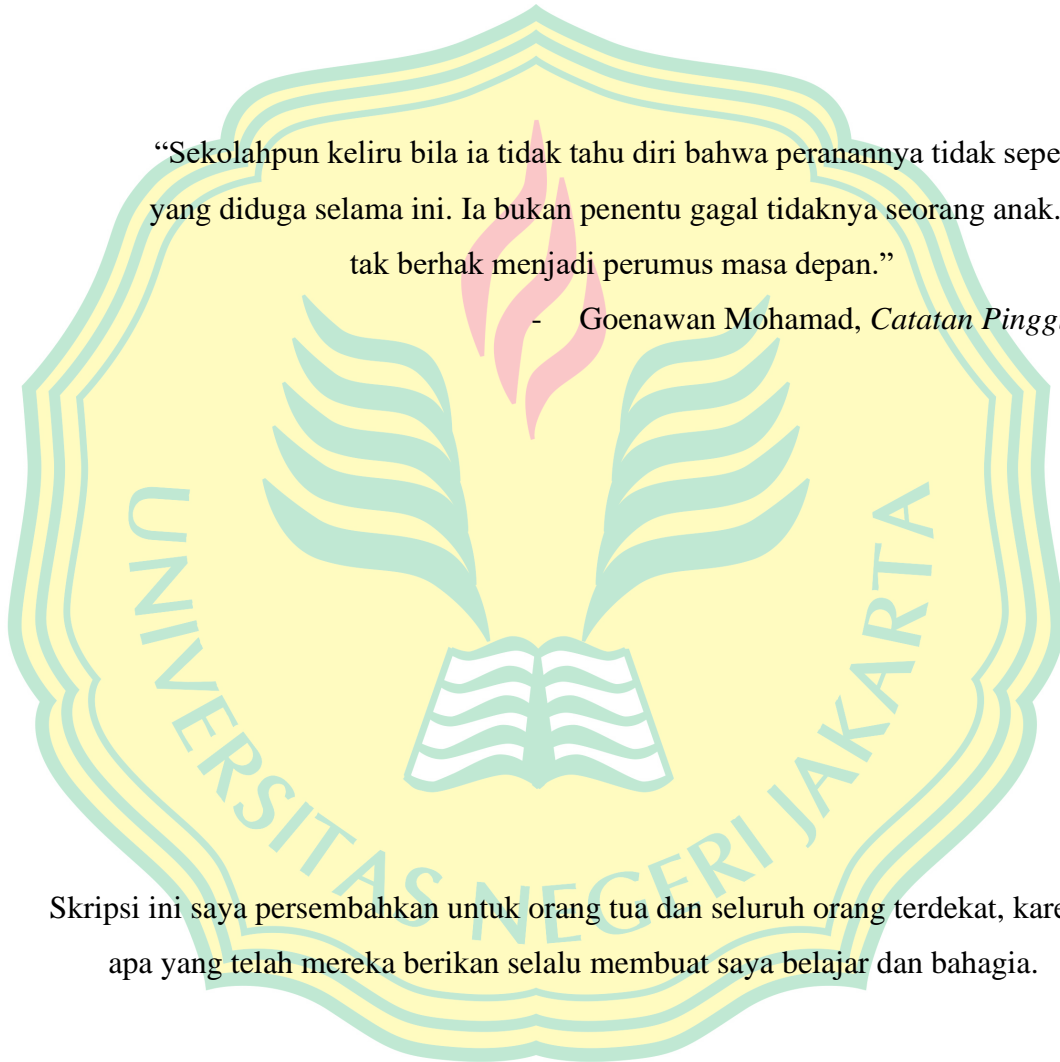 “Sekolahpun keliru bila ia tidak tahu diri bahwa peranannya tidak sepe
yang diduga selama ini. Ia bukan penentu gagal tidaknya seorang anak.
tak berhak menjadi perumus masa depan.”
- Goenawan Mohamad, Catatan Pingg
UNIVERSITAS NEGERI JAKARTA
Skripsi ini saya persembahkan untuk orang tua dan seluruh orang terdekat, kare
apa yang telah mereka berikan selalu membuat saya belajar dan bahagia.